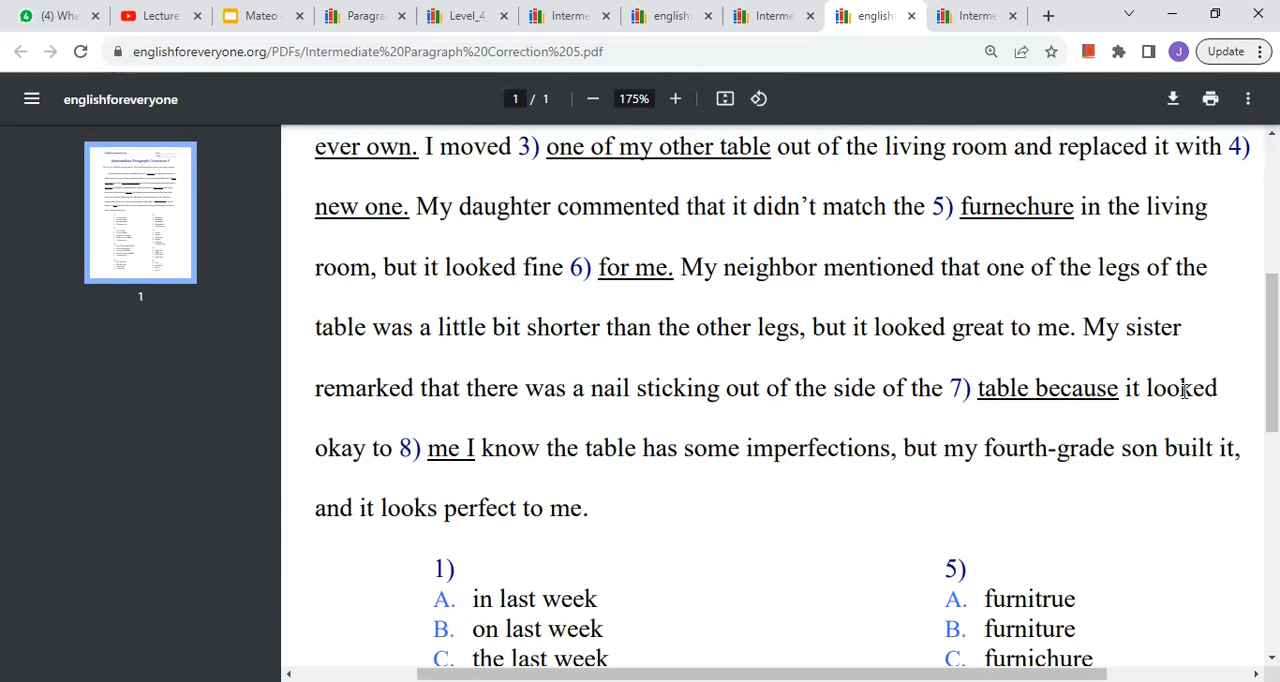 (4) Wha
Lecture
Mateo
Paragra
Level_4
Interme
english
Interme
english
Interme
englishforeveryone.org/PDFs/Intermediate%20Paragraph%20Correction%205.pdf
J
Update
englishforeveryone
1 / 1
175%
1
ever own. I moved 3) one of my other table out of the living room and replaced it with 4)
new one. My daughter commented that it didn’t match the 5) furnechure in the living
room, but it looked fine 6) for me. My neighbor mentioned that one of the legs of the
table was a little bit shorter than the other legs, but it looked great to me. My sister
remarked that there was a nail sticking out of the side of the 7) table because it looked
okay to 8) me I know the table has some imperfections, but my fourth-grade son built it,
and it looks perfect to me.
1)
A. in last week
B. on last week
C. the last week
5)
A. furnitrue
B. furniture
C. furnichure